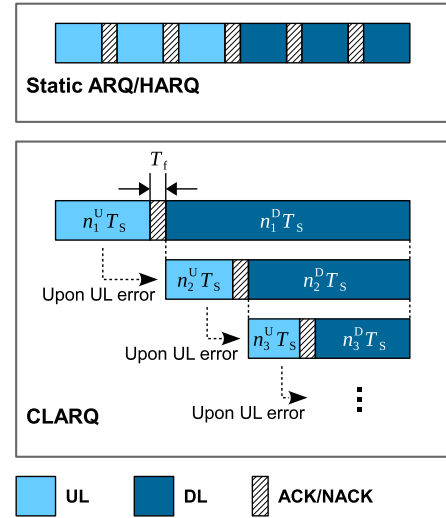 Static ARQ/HARQ
T_f
n_1^U T_S
n_1^D T_S
Upon UL error
n_2^U T_S
n_2^D T_S
Upon UL error
n_3^U T_S
n_3^D T_S
Upon UL error
CLARQ
UL
DL
ACK/NACK